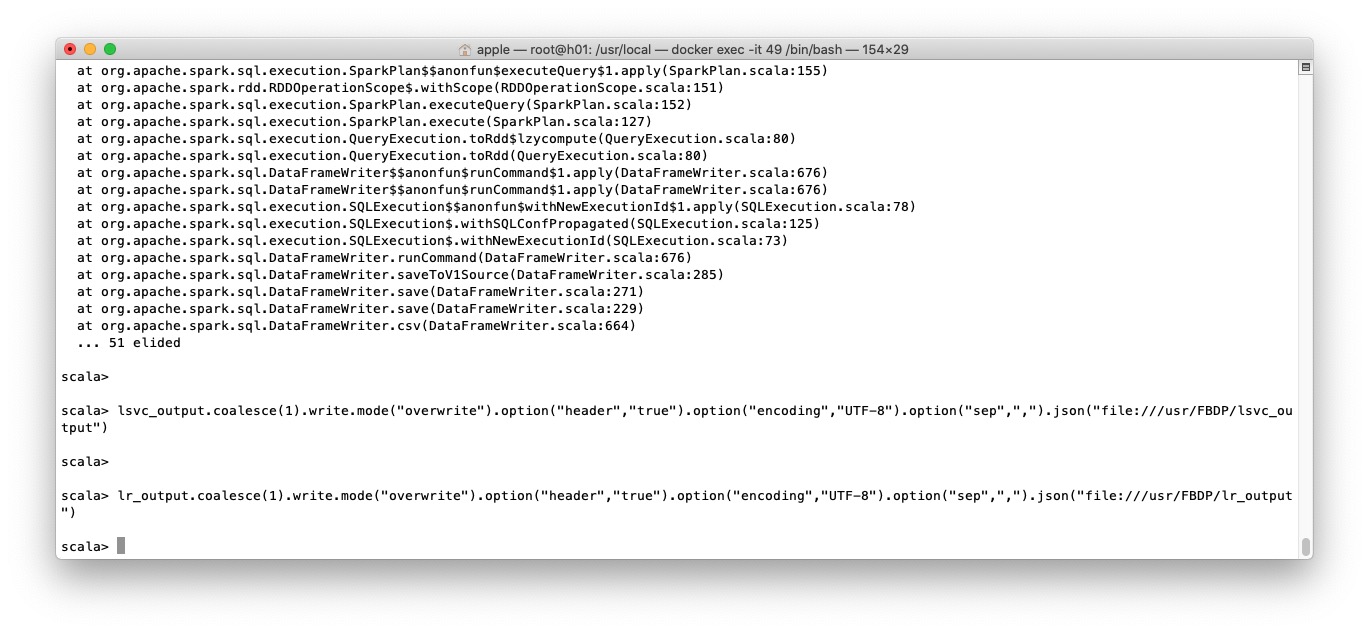 apple — root@h01: /usr/local — docker exec -it 49 /bin/bash — 154×29
at org.apache.spark.sql.execution.SparkPlan$$anonfun$executeQuery$1.apply(SparkPlan.scala:155)
at org.apache.spark.rdd.RDDOperationScope$.withScope(RDDOperationScope.scala:151)
at org.apache.spark.sql.execution.SparkPlan.executeQuery(SparkPlan.scala:152)
at org.apache.spark.sql.execution.SparkPlan.execute(SparkPlan.scala:127)
at org.apache.spark.sql.execution.QueryExecution.toRdd$lzycompute(QueryExecution.scala:80)
at org.apache.spark.sql.execution.QueryExecution.toRdd(QueryExecution.scala:80)
at org.apache.spark.sql.DataFrameWriter$$anonfun$runCommand$1.apply(DataFrameWriter.scala:676)
at org.apache.spark.sql.DataFrameWriter$$anonfun$runCommand$1.apply(DataFrameWriter.scala:676)
at org.apache.spark.sql.execution.SQLExecution$$anonfun$withNewExecutionId$1.apply(SQLExecution.scala:78)
at org.apache.spark.sql.execution.SQLExecution$.withSQLConfPropagated(SQLExecution.scala:125)
at org.apache.spark.sql.execution.SQLExecution$.withNewExecutionId(SQLExecution.scala:73)
at org.apache.spark.sql.DataFrameWriter.runCommand(DataFrameWriter.scala:676)
at org.apache.spark.sql.DataFrameWriter.saveToV1Source(DataFrameWriter.scala:285)
at org.apache.spark.sql.DataFrameWriter.save(DataFrameWriter.scala:271)
at org.apache.spark.sql.DataFrameWriter.save(DataFrameWriter.scala:229)
at org.apache.spark.sql.DataFrameWriter.csv(DataFrameWriter.scala:664)
... 51 elided
scala>
scala> lsvc_output.coalesce(1).write.mode("overwrite").option("header","true").option("encoding","UTF-8").option("sep",",").json("file:///usr/FBDP/lsvc_ou
tput")
scala>
scala> lr_output.coalesce(1).write.mode("overwrite").option("header","true").option("encoding","UTF-8").option("sep",",").json("file:///usr/FBDP/lr_output
")
scala>